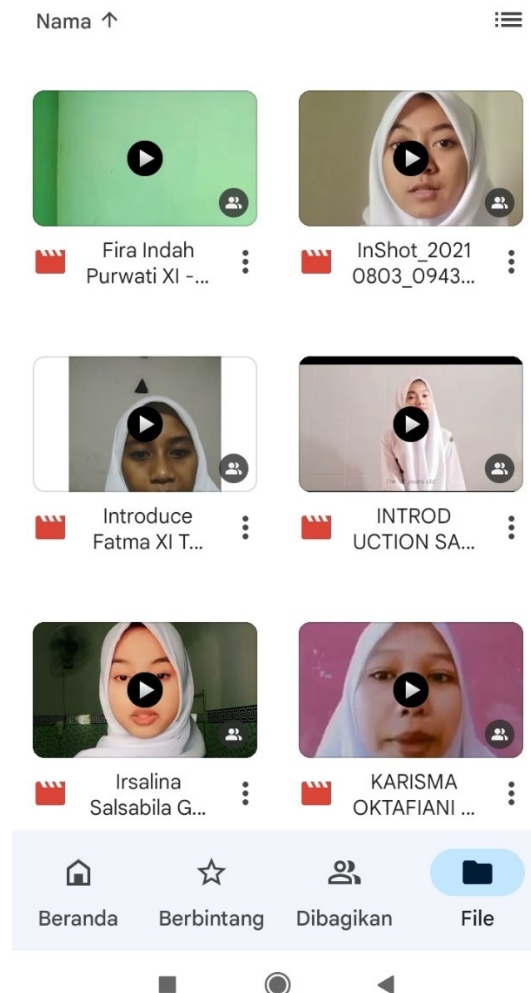 Nama ↑
Fira Indah
Purwati XI -...
InShot_2021
0803_0943...
Introduce
Fatma XI T...
INTROD
UCTION SA...
Irsalina
Salsabila G...
KARISMA
OKTAFIANI ...
Beranda
Berbintang
Dibagikan
File